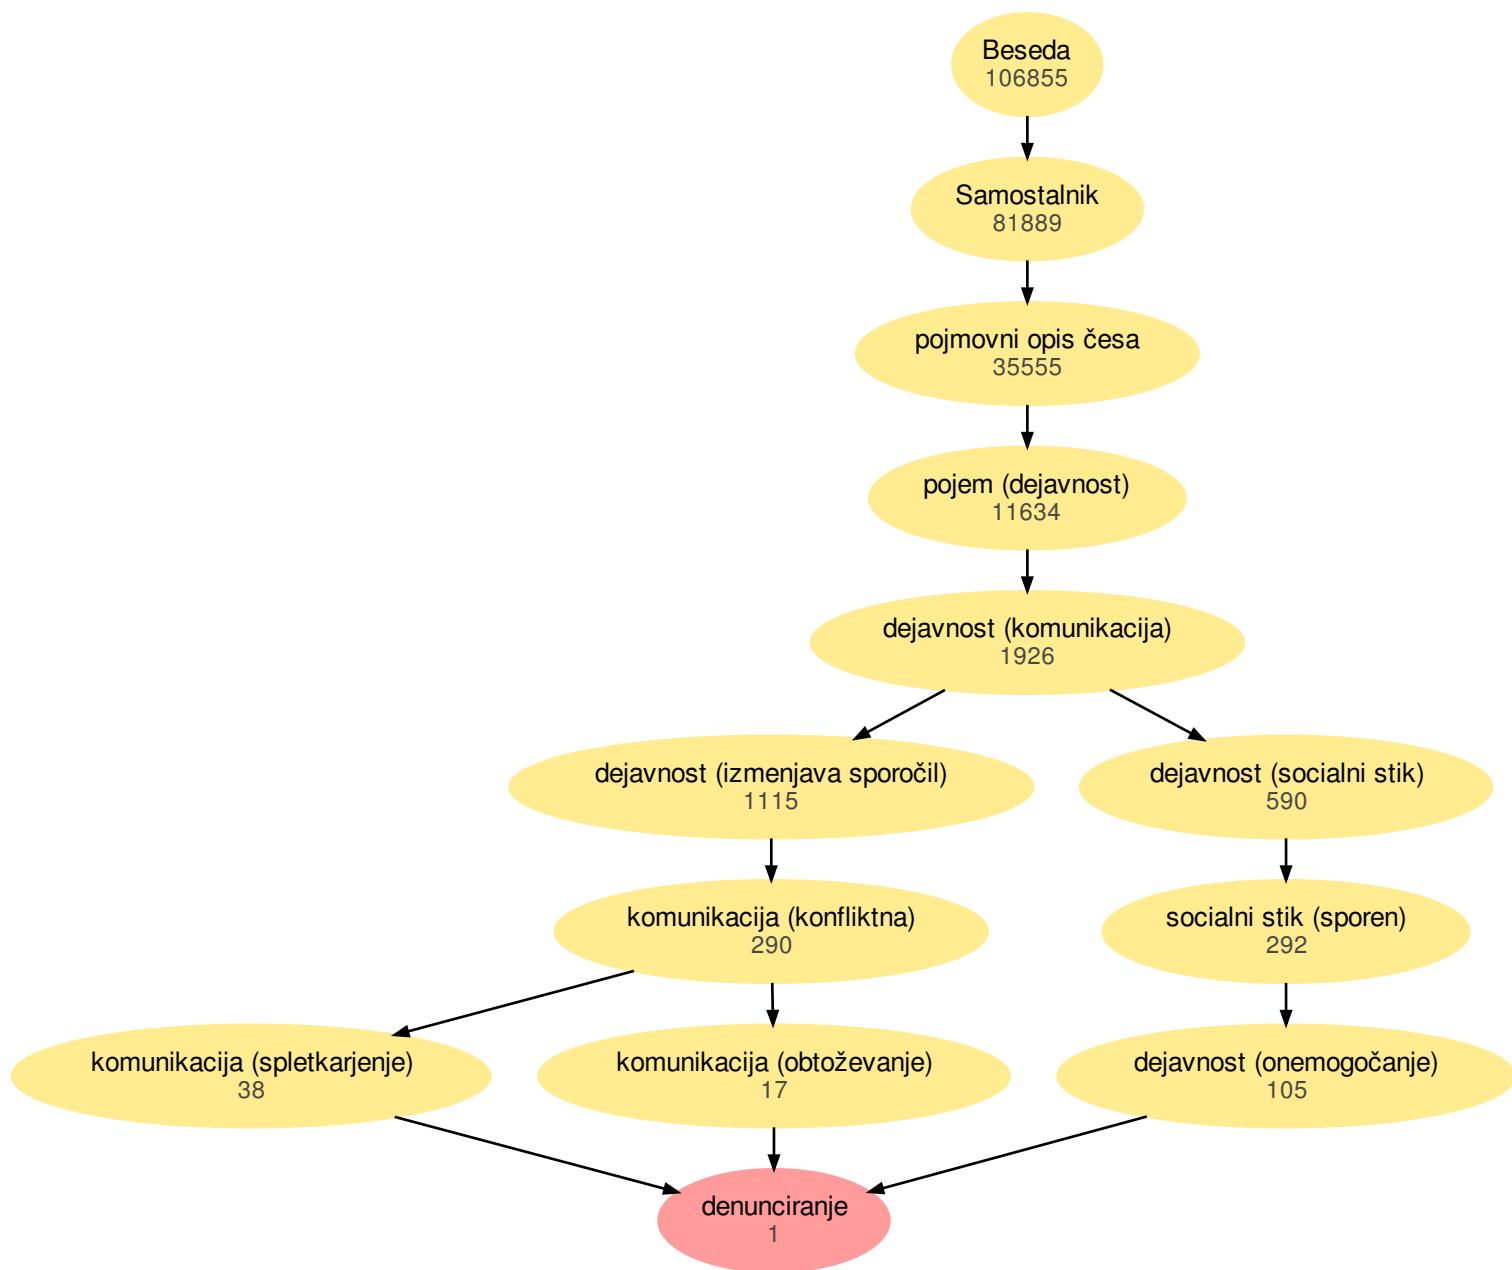 Beseda
106855
Samostalnik
81889
pojmovni opis česa
35555
pojem (dejavnost)
11634
dejavnost (komunikacija)
1926
dejavnost (izmenjava sporočil)
1115
dejavnost (socialni stik)
590
komunikacija (konfliktna)
290
socialni stik (sporen)
292
komunikacija (spletkarjenje)
38
komunikacija (obtoževanje)
17
dejavnost (onemogočanje)
105
denunciranje
1